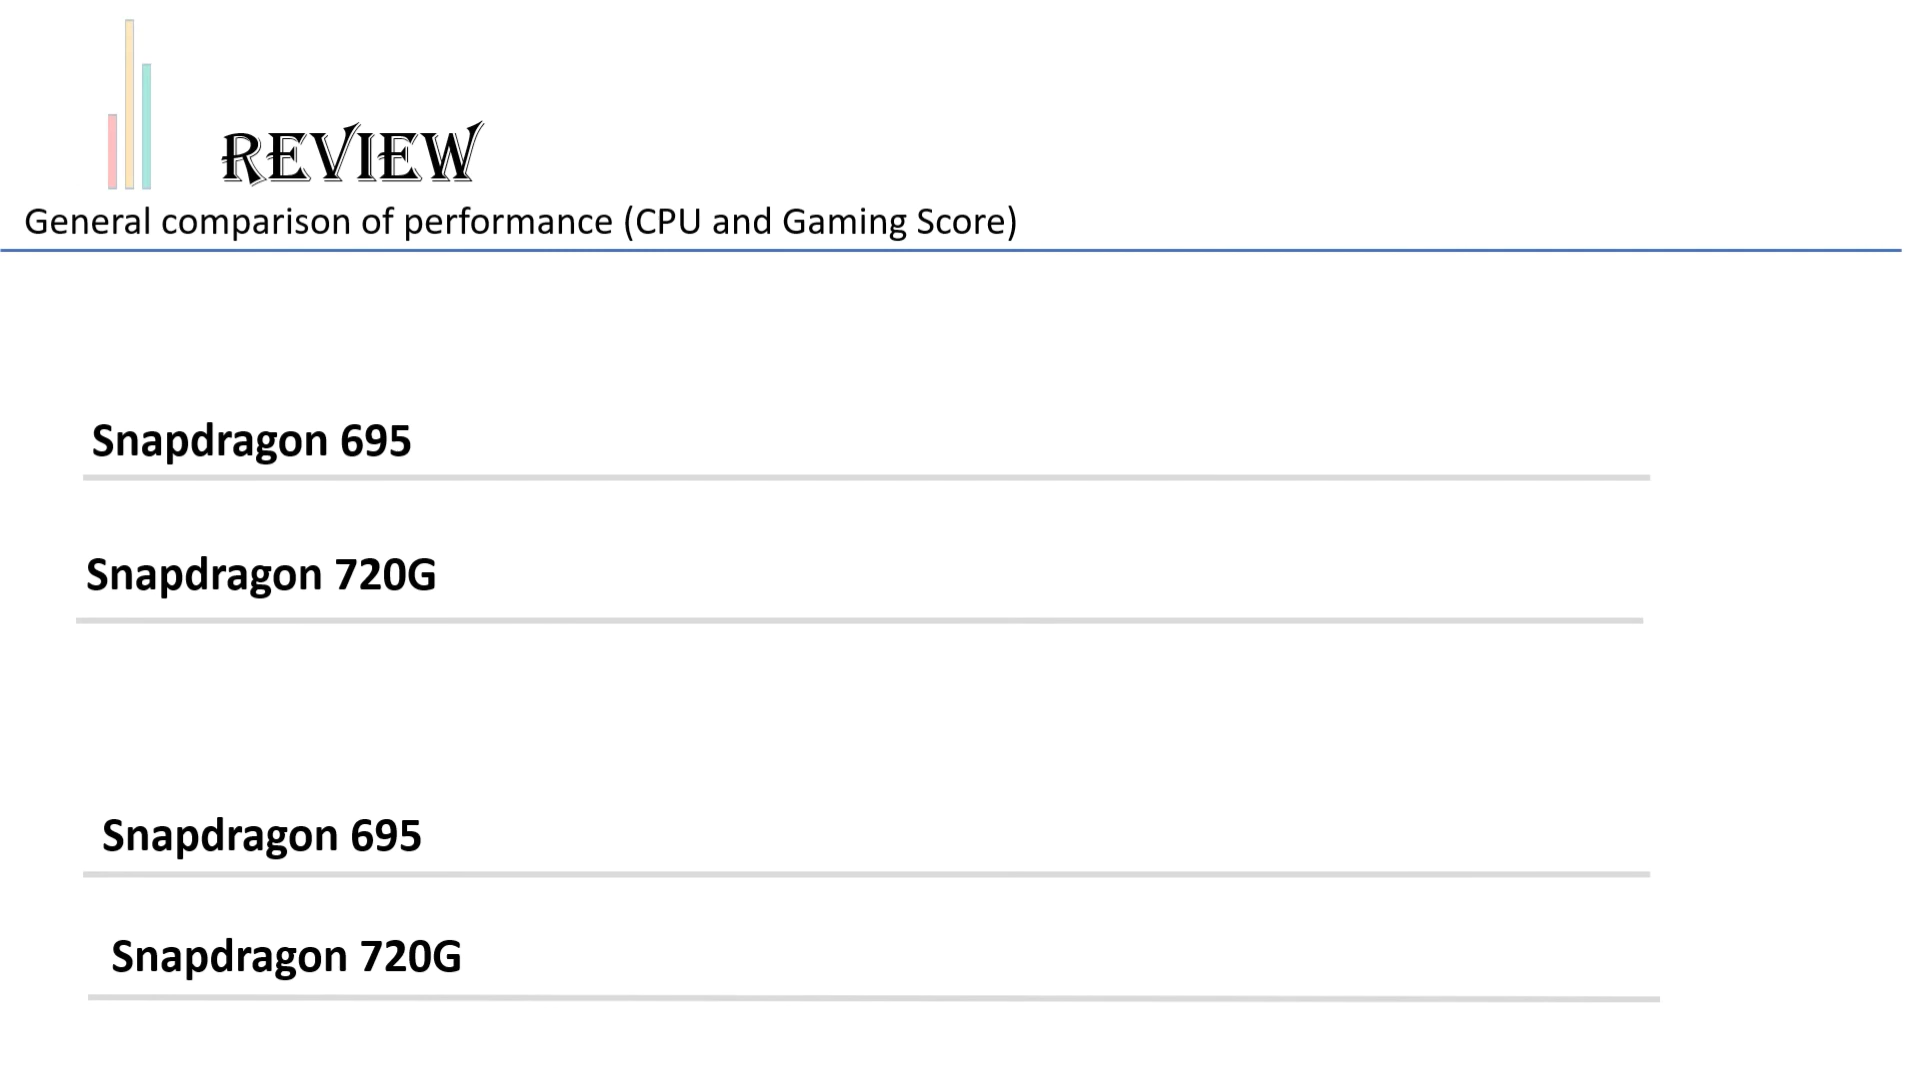 REVIEW
General comparison of performance (CPU and Gaming Score)
Snapdragon 695
Snapdragon 720G
Snapdragon 695
Snapdragon 720G